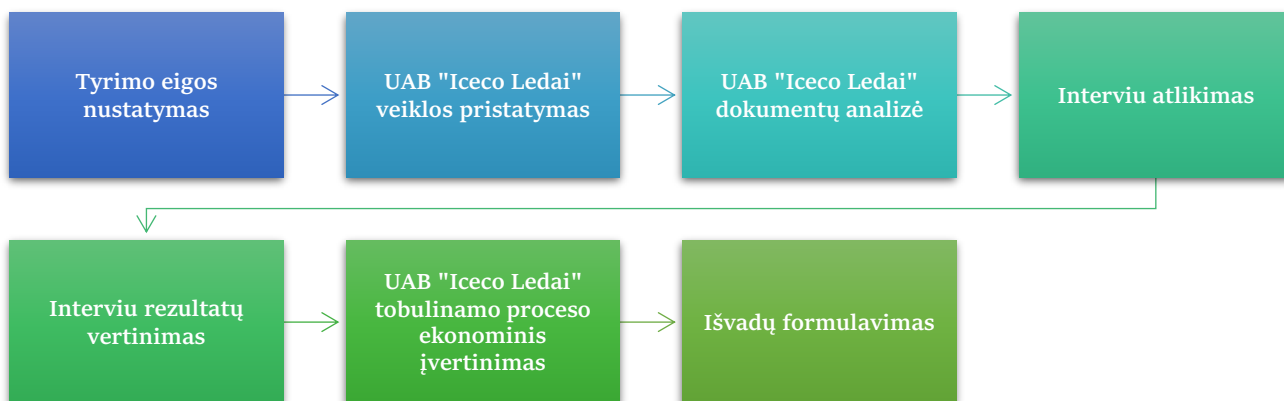 Tyrimo eigos
nustatymas
UAB "Iceco Ledai"
veiklos pristatymas
UAB "Iceco Ledai"
dokumentų analizė
Interviu atlikimas
Interviu rezultatų
vertinimas
UAB "Iceco Ledai"
tobulinamo proceso
ekonominis
įvertinimas
Išvadų formulavimas